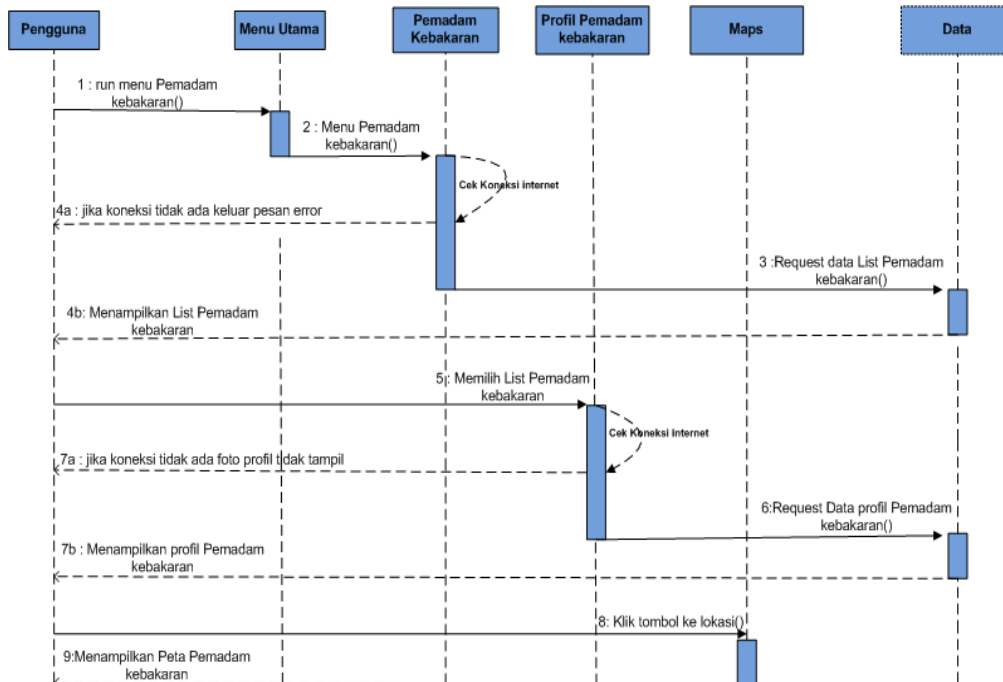 Pengguna
Menu Utama
Pemadam
Kebakaran
Profil Pemadam
kebakaran
Maps
Data
1 : run menu Pemadam
kebakaran()
2 : Menu Pemadam
kebakaran()
Cek Koneksi internet
4a : jika koneksi tidak ada keluar pesan error
3 :Request data List Pemadam
kebakaran()
4b: Menampilkan List Pemadam
kebakaran
5 : Memilih List Pemadam
kebakaran
Cek Koneksi internet
7a : jika koneksi tidak ada foto profil tidak tampil
6:Request Data profil Pemadam
kebakaran()
7b : Menampilkan profil Pemadam
kebakaran
8: Klik tombol ke lokasi()
9:Menampilkan Peta Pemadam
kebakaran